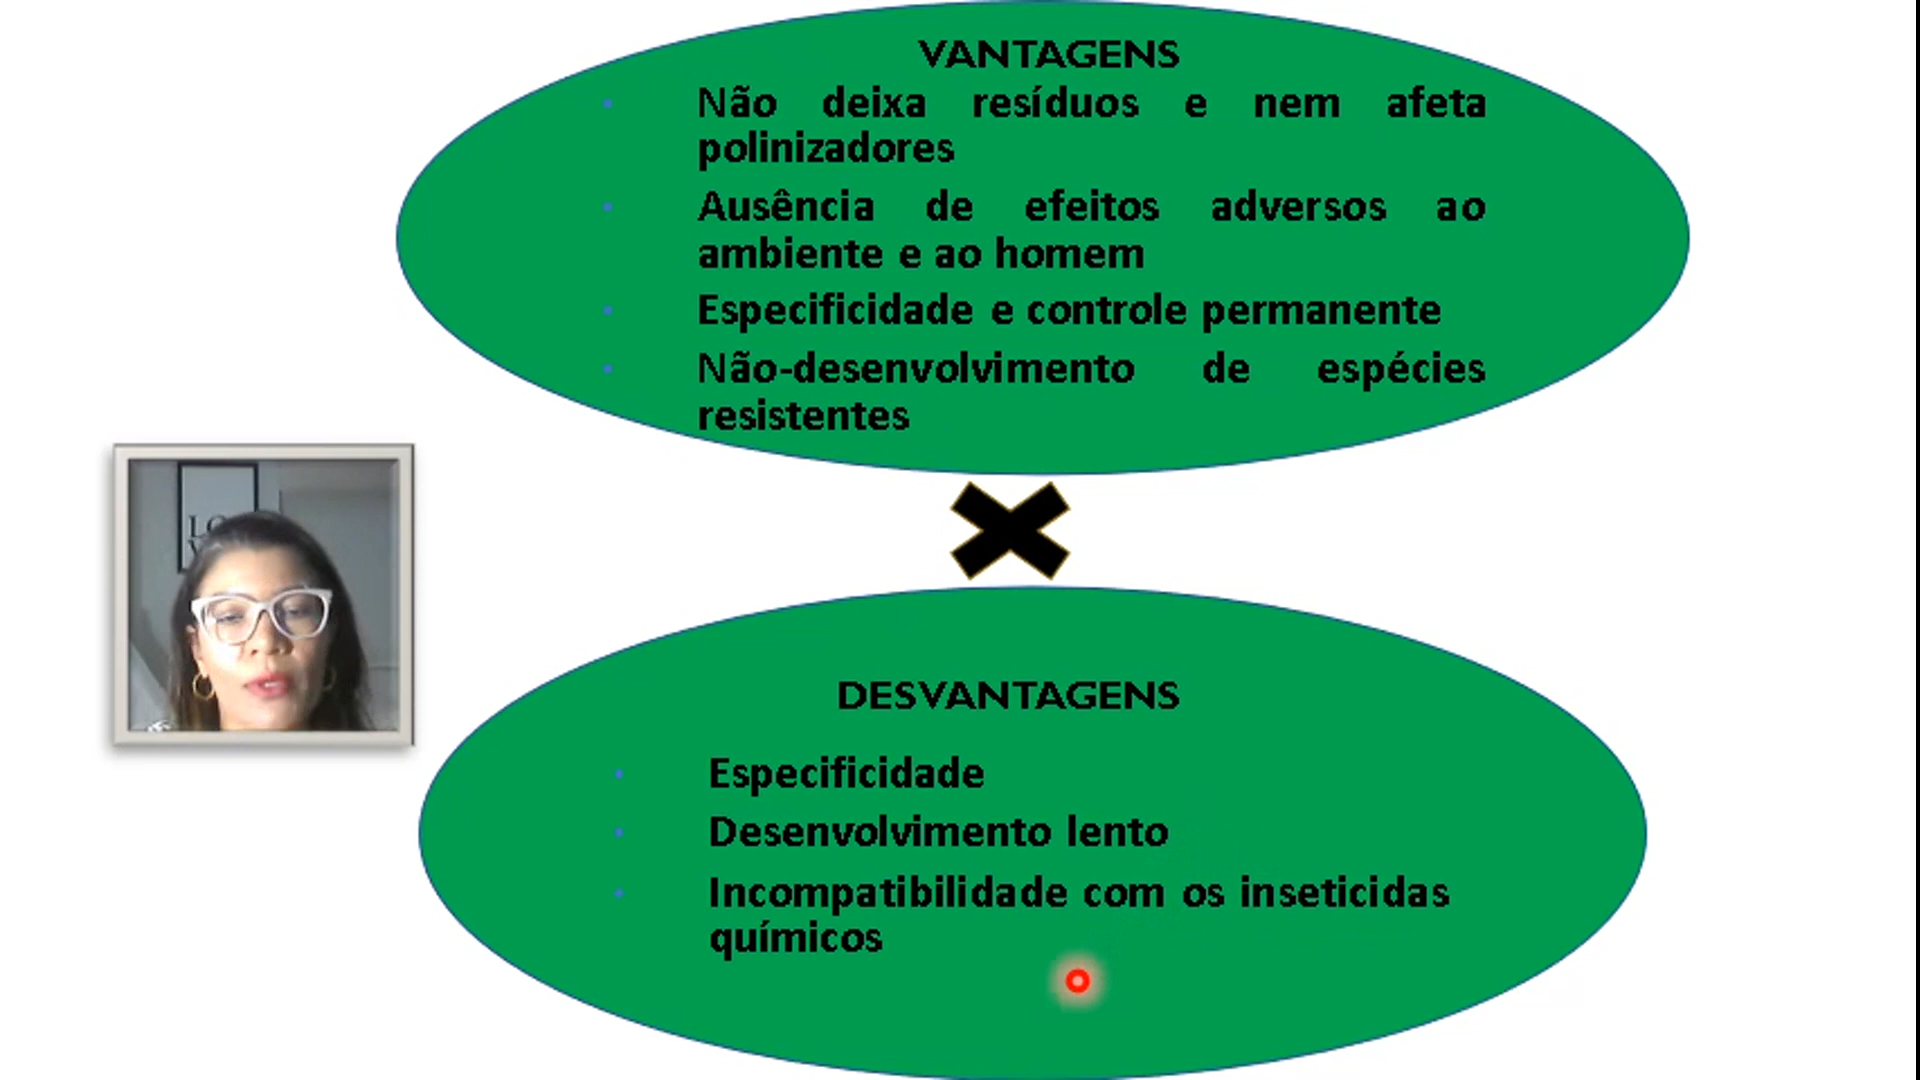 VANTAGENS
Não deixa resíduos e nem afeta
polinizadores
Ausência de efeitos adversos ao
ambiente e ao homem
Especificidade e controle permanente
Não-desenvolvimento de espécies
resistentes
DESVANTAGENS
Especificidade
Desenvolvimento lento
Incompatibilidade com os inseticidas
químicos